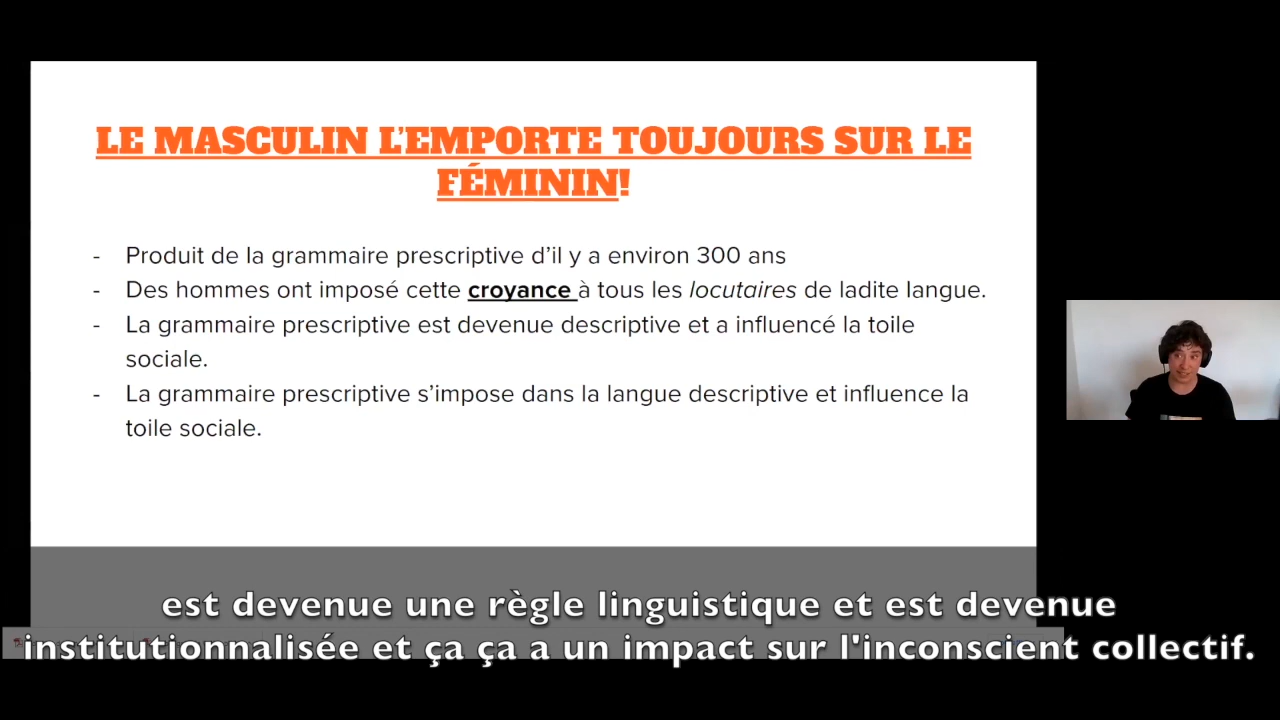 LE MASCULIN L'EMPORTE TOUJOURS SUR LE
FÉMININ!
- Produit de la grammaire prescriptive d'il y a environ 300 ans
- Des hommes ont imposé cette croyance à tous les locutaires de ladite langue.
- La grammaire prescriptive est devenue descriptive et a influencé la toile
sociale.
- La grammaire prescriptive s'impose dans la langue descriptive et influence la
toile sociale.
est devenue une règle linguistique et est devenue
institutionnalisée et ça ça a un impact sur l'inconscient collectif.